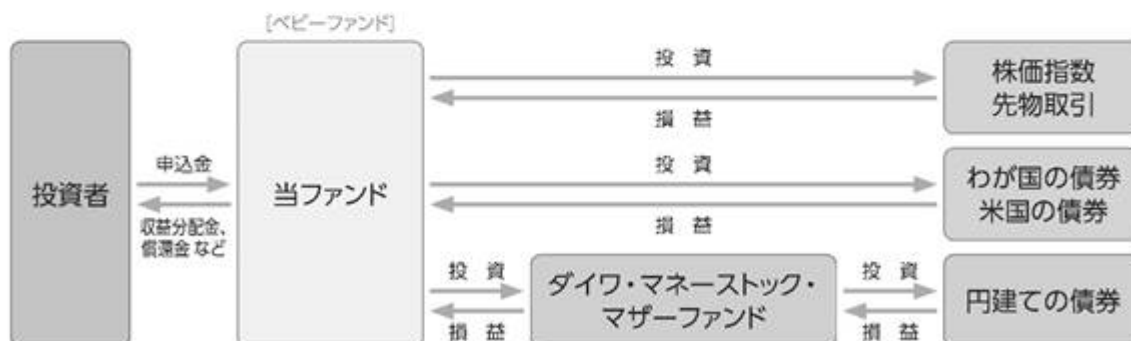 [ベビーファンド]
投資者
申込金
収益分配金、
償還金 など
当ファンド
投 資
損 益
株価指数
先物取引
投 資
損 益
わが国の債券
米国の債券
投 資
損 益
ダイワ・マネーストック・
マザーファンド
投 資
損 益
円建ての債券